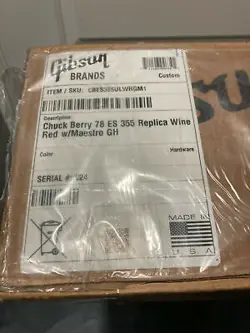 Gibson
BRANDS
Custom
ITEM / SKU:
Description
Chuck Berry 78 ES 355 Replica Wine
Red w/Maestro GH
Color
Hardware
SERIAL #:
MADE IN
U.S.A.